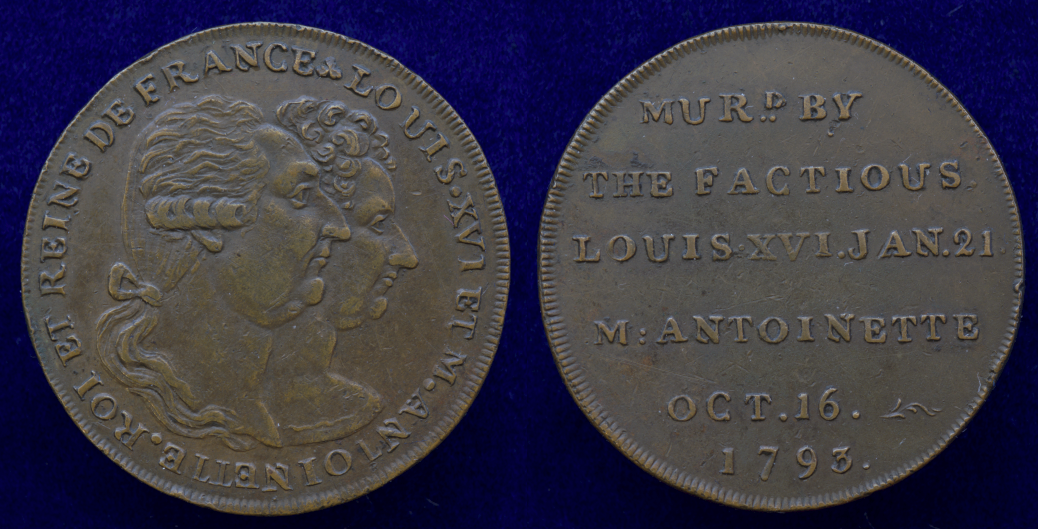 LOUIS·XVI ET M·ANTOINETTE·ROI ET REINE DE FRANCE
MURD BY
THE FACTIOUS
LOUIS XVI.JAN.21
M:ANTOINETTE
OCT.16.
1793.